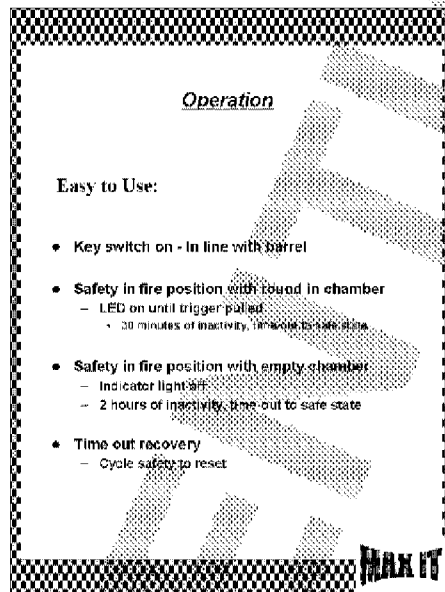 Operation
Easy to Use:
• Key switch on - In line with barrel
• Safety in fire position with round in chamber
– LED on until trigger pulled
• 30 minutes of inactivity, time out to safe state
• Safety in fire position with empty chamber
– Indicator light off
– 2 hours of inactivity, time out to safe state
• Time out recovery
– Cycle safety to reset
MAX IT